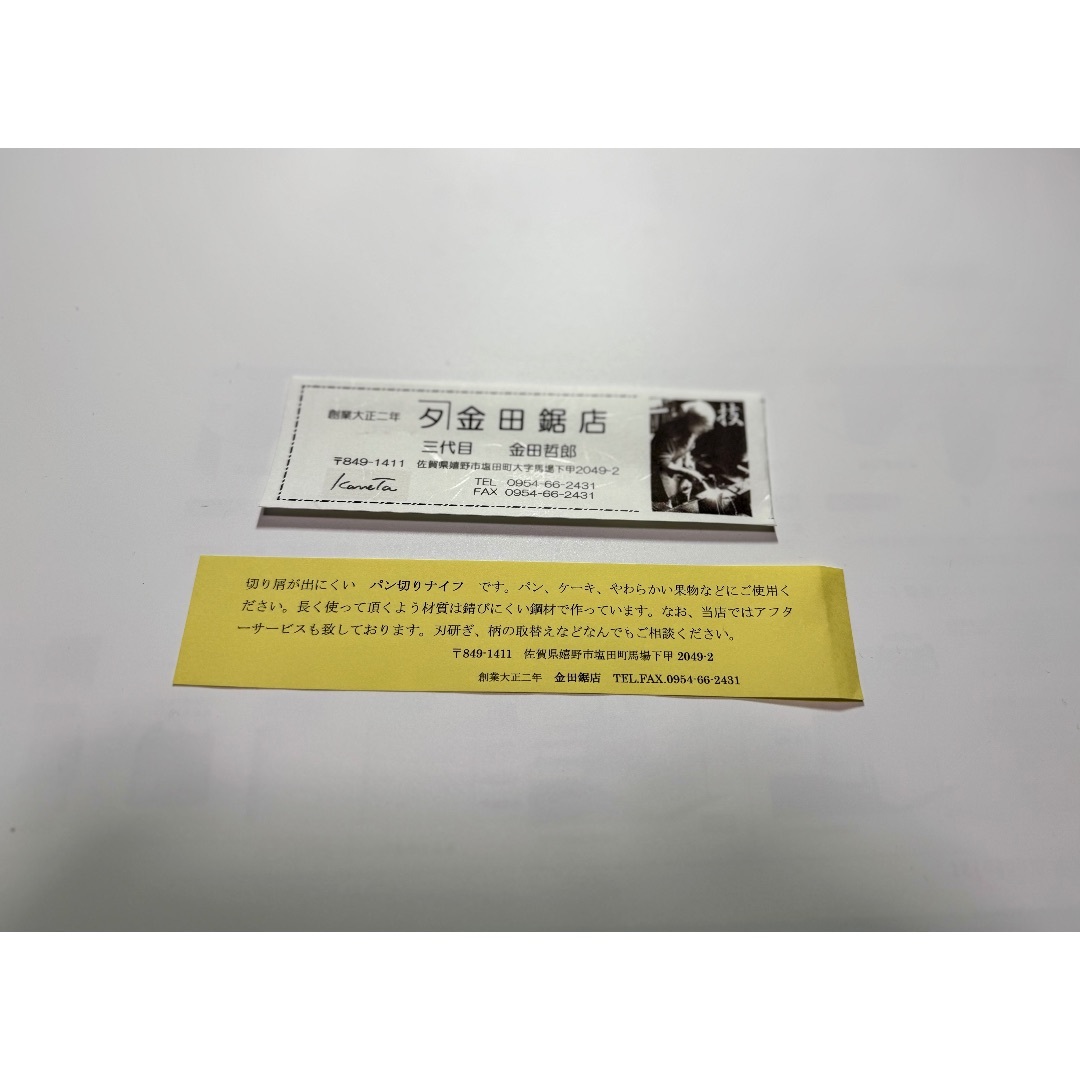 創業大正二年 タ 金田鋸店
三代目 金田哲郎
〒849-1411 佐賀県嬉野市塩田町大字馬場下甲2049-2
TEL 0954-66-2431
FAX 0954-66-2431
KaneTa
技
切り屑が出にくい パン切りナイフ です。パン、ケーキ、やわらかい果物などにご使用く
ださい。長く使って頂くよう材質は錆びにくい鋼材で作っています。なお、当店ではアフタ
ーサービスも致しております。刃研ぎ、柄の取替えなどなんでもご相談ください。
〒849-1411 佐賀県嬉野市塩田町馬場下甲 2049-2
創業大正二年 金田鋸店 TEL.FAX.0954-66-2431